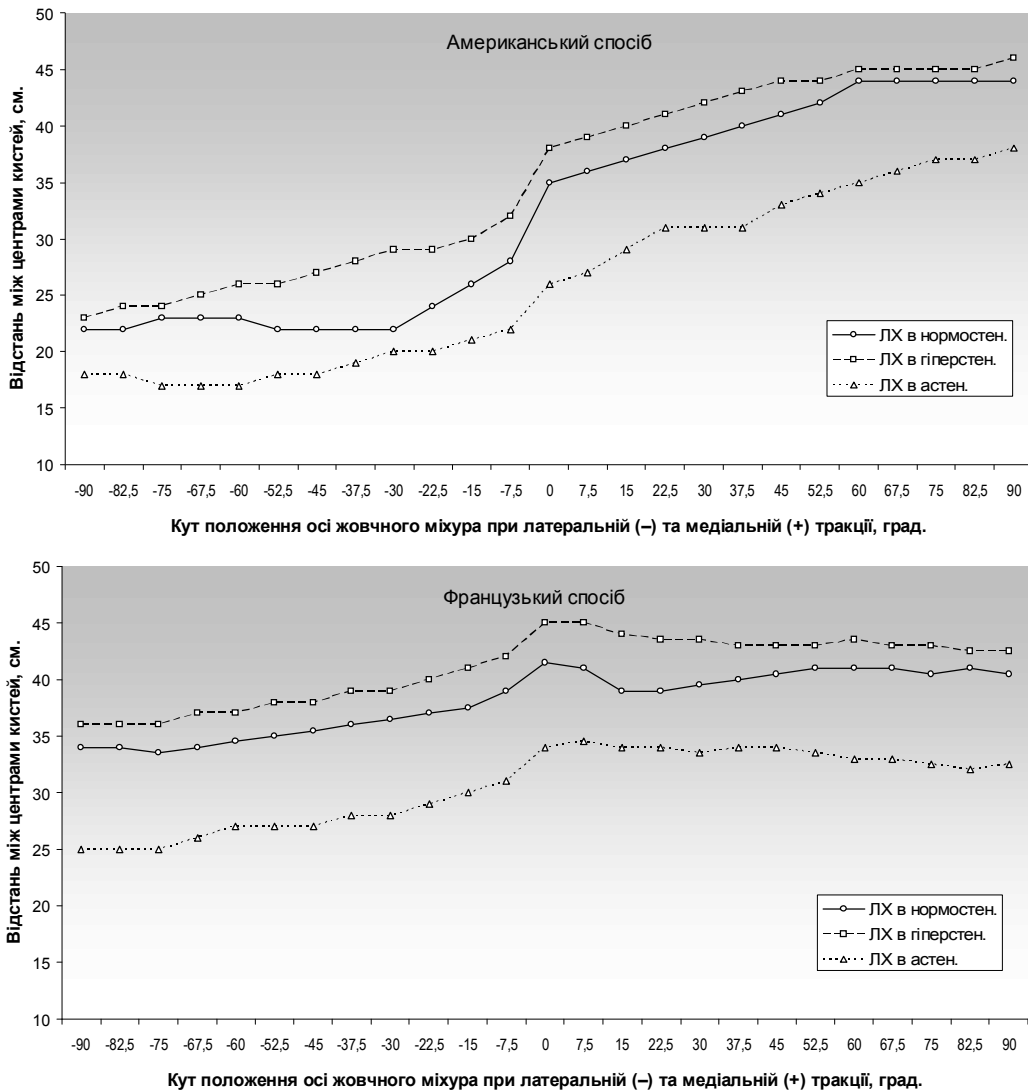 Американський спосіб
Відстань між центрами кистей, см.
50
45
40
35
30
25
20
15
10
ЛХ в нормостен.
ЛХ в гіперстен.
ЛХ в астен.
-90 -82,5 -75 -67,5 -60 -52,5 -45 -37,5 -30 -22,5 -15 -7,5 0 7,5 15 22,5 30 37,5 45 52,5 60 67,5 75 82,5 90
Кут положення осі жовчного міхура при латеральній (–) та медіальній (+) тракції, град.
Французький спосіб
Відстань між центрами кистей, см.
50
45
40
35
30
25
20
15
10
ЛХ в нормостен.
ЛХ в гіперстен.
ЛХ в астен.
-90 -82,5 -75 -67,5 -60 -52,5 -45 -37,5 -30 -22,5 -15 -7,5 0 7,5 15 22,5 30 37,5 45 52,5 60 67,5 75 82,5 90
Кут положення осі жовчного міхура при латеральній (–) та медіальній (+) тракції, град.